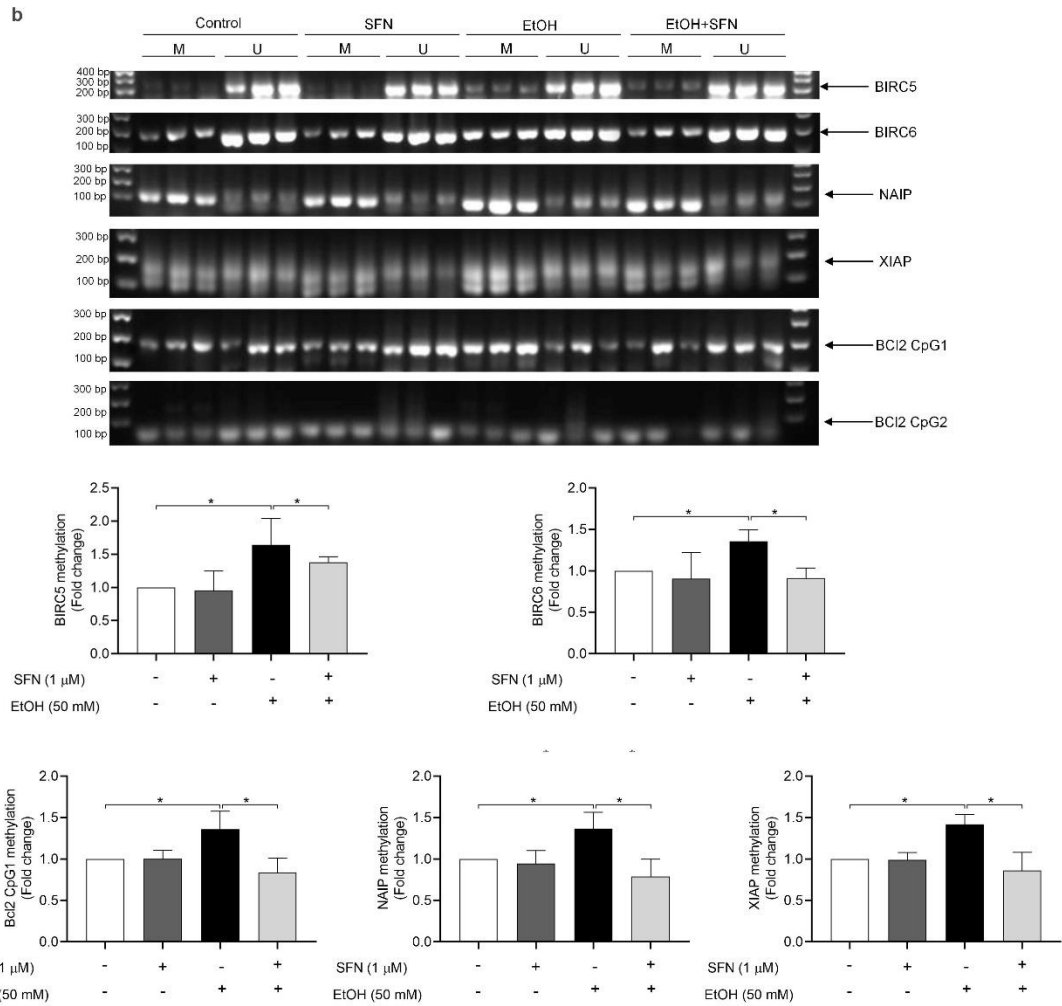 b
Control SFN EtOH EtOH+SFN
M U M U M U M U
400 bp
300 bp
200 bp
BIRC5
300 bp
200 bp
100 bp
BIRC6
300 bp
200 bp
100 bp
NAIP
300 bp
200 bp
100 bp
XIAP
300 bp
200 bp
100 bp
BCl2 CpG1
300 bp
200 bp
100 bp
BCl2 CpG2
BIRC5 methylation
(Fold change)
2.5
2.0
1.5
1.0
0.5
0.0
* *
SFN (1 μM) - + - +
EtOH (50 mM) - - + +
BIRC6 methylation
(Fold change)
2.0
1.5
1.0
0.5
0.0
* *
SFN (1 μM) - + - +
EtOH (50 mM) - - + +
Bcl2 CpG1 methylation
(Fold change)
2.0
1.5
1.0
0.5
0.0
* *
1 μM) - + - +
(50 mM) - - + +
NAIP methylation
(Fold change)
2.0
1.5
1.0
0.5
0.0
* *
SFN (1 μM) - + - +
EtOH (50 mM) - - + +
XIAP methylation
(Fold change)
2.0
1.5
1.0
0.5
0.0
* *
SFN (1 μM) - + - +
EtOH (50 mM) - - + +